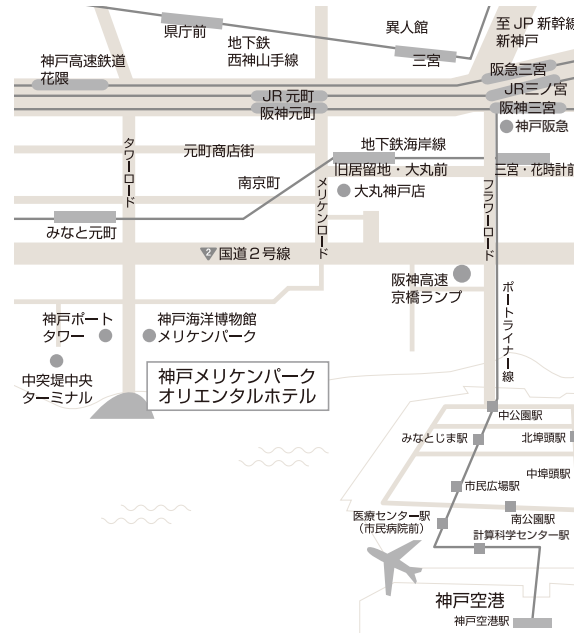 県庁前
地下鉄
西神山手線
異人館
三宮
至 JP 新幹線
新神戸
神戸高速鉄道
花隈
阪急三宮
JR三ノ宮
阪神三宮
JR 元町
阪神元町
神戸阪急
タワーロード
元町商店街
地下鉄海岸線
旧居留地・大丸前
三宮・花時計前
南京町
メリケンロード
大丸神戸店
フラワーロード
みなと元町
2
国道2号線
阪神高速
京橋ランプ
ポートライナー線
神戸ポート
タワー
神戸海洋博物館
メリケンパーク
中突堤中央
ターミナル
神戸メリケンパーク
オリエンタルホテル
中公園駅
みなとじま駅
北埠頭駅
中埠頭駅
市民広場駅
医療センター駅
(市民病院前)
南公園駅
計算科学センター駅
神戸空港
神戸空港駅